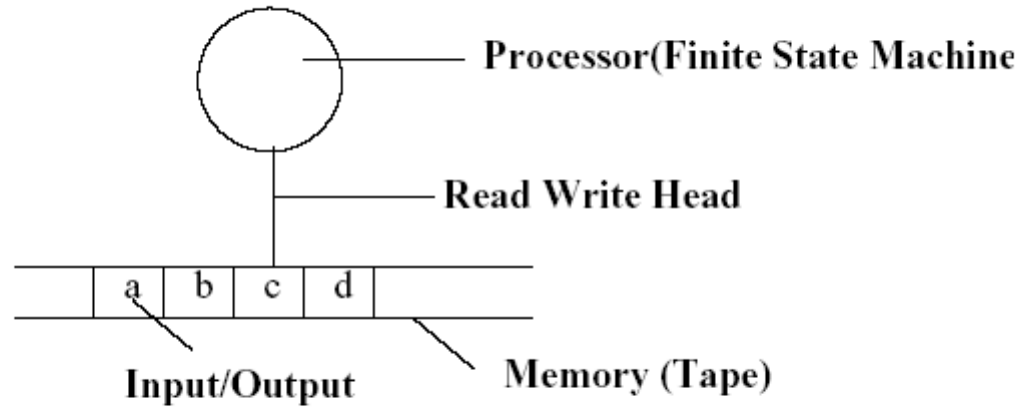 Processor(Finite State Machine
Read Write Head
a b c d
Input/Output
Memory (Tape)